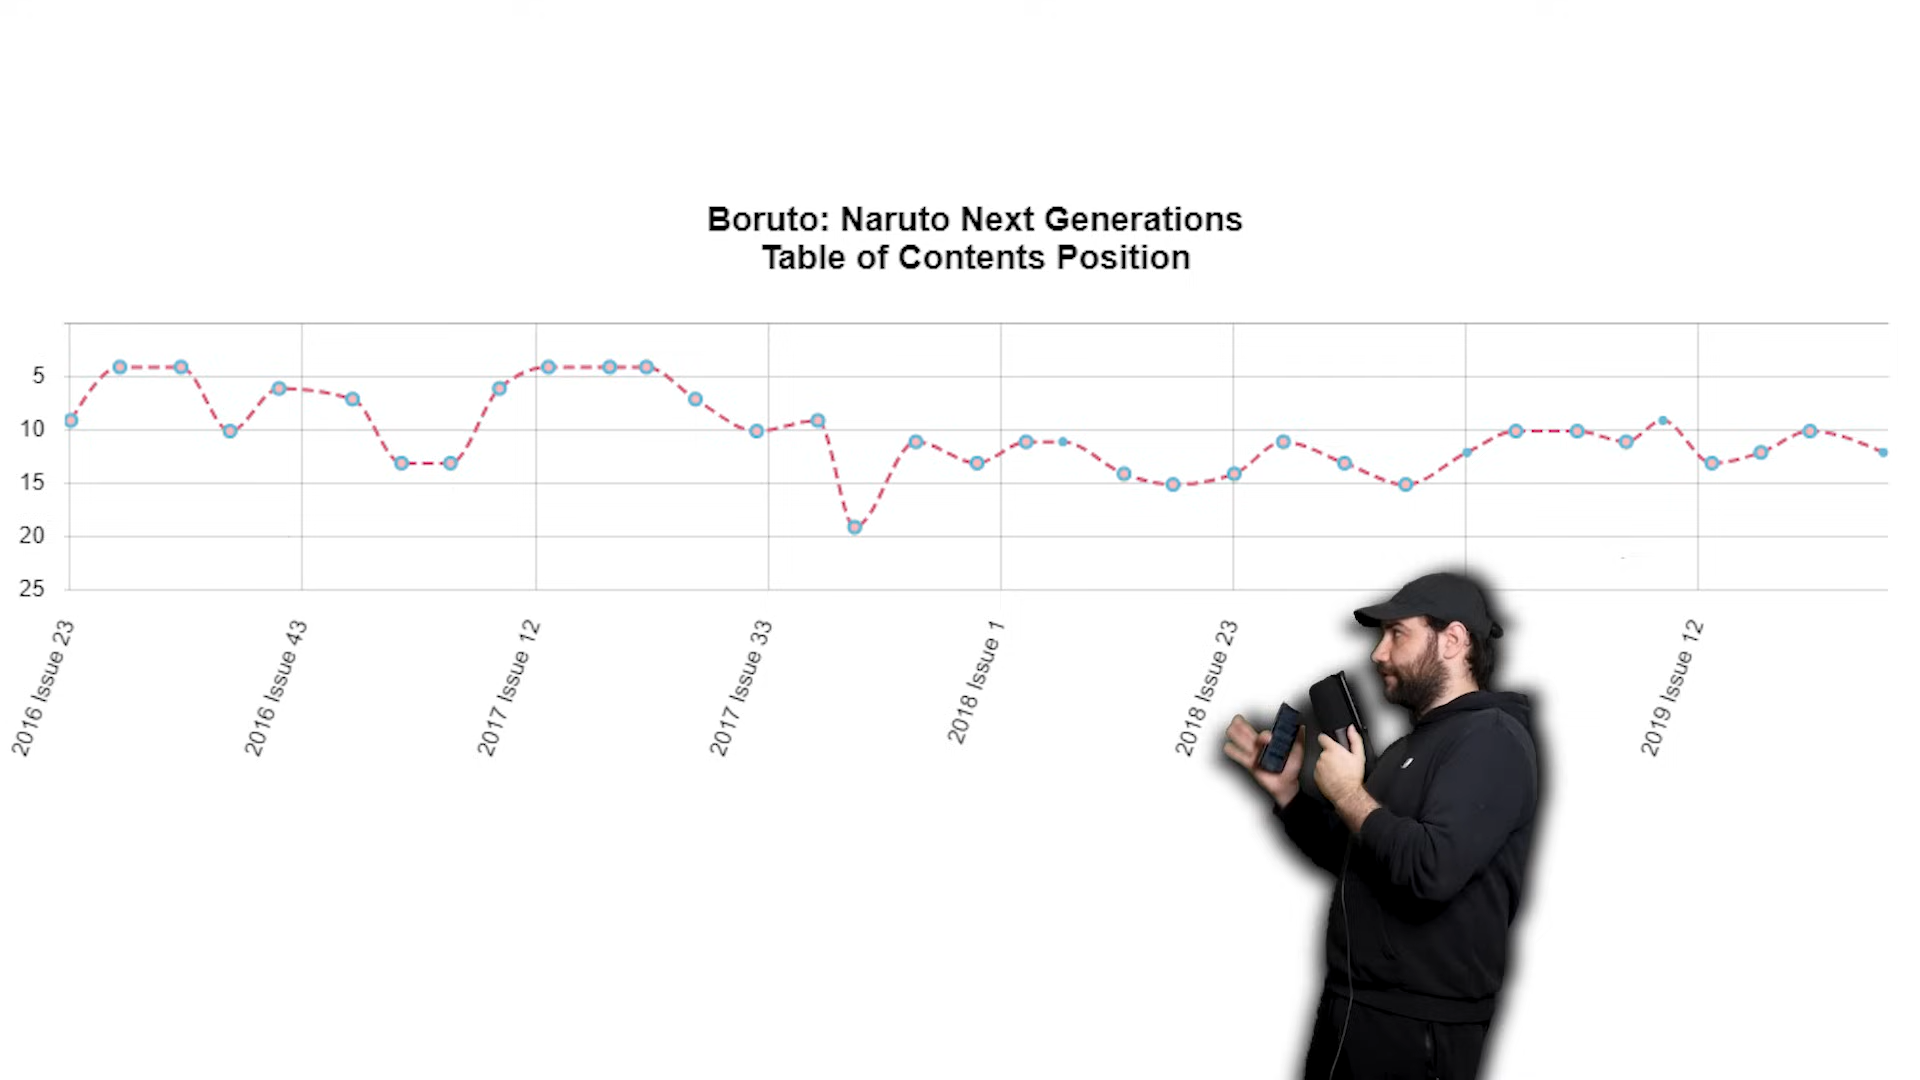 Boruto: Naruto Next Generations
Table of Contents Position
5
10
15
20
25
2016 Issue 23
2016 Issue 43
2017 Issue 12
2017 Issue 33
2018 Issue 1
2018 Issue 23
2019 Issue 12